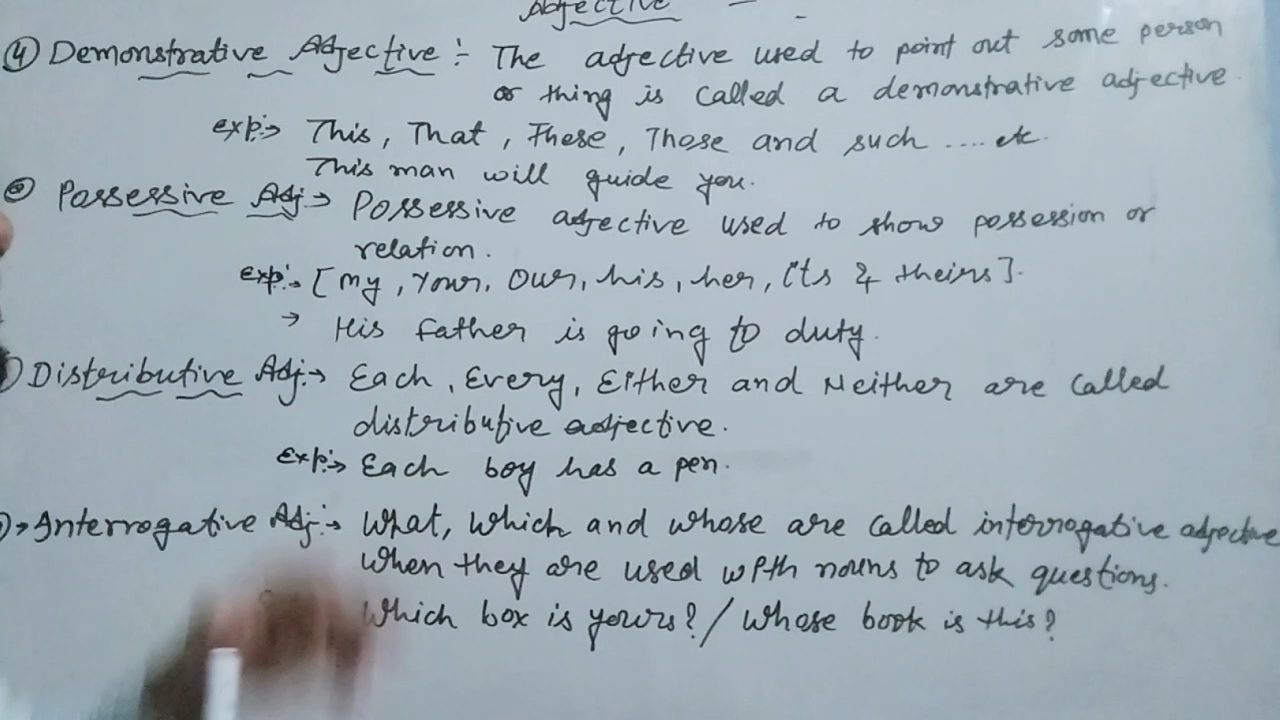 Adjective
④ Demonstrative Adjective :- The adjective used to point out some person
or thing is called a demonstrative adjective.
exp:→ This, That, These, Those and such .... etc.
This man will guide you.
Possessive Adj→ Possessive adjective used to show possession or
relation.
exp:→ [my, Your, Our, his, her, Its & theirs].
→ His father is going to duty.
Distributive Adj→ Each, Every, Either and Neither are called
distributive adjective.
Exp:→ Each boy has a pen.
→ Interrogative Adj:→ What, Which and whose are called interrogative adjective
When they are used with nouns to ask questions.
Which box is yours? / Whose book is this?